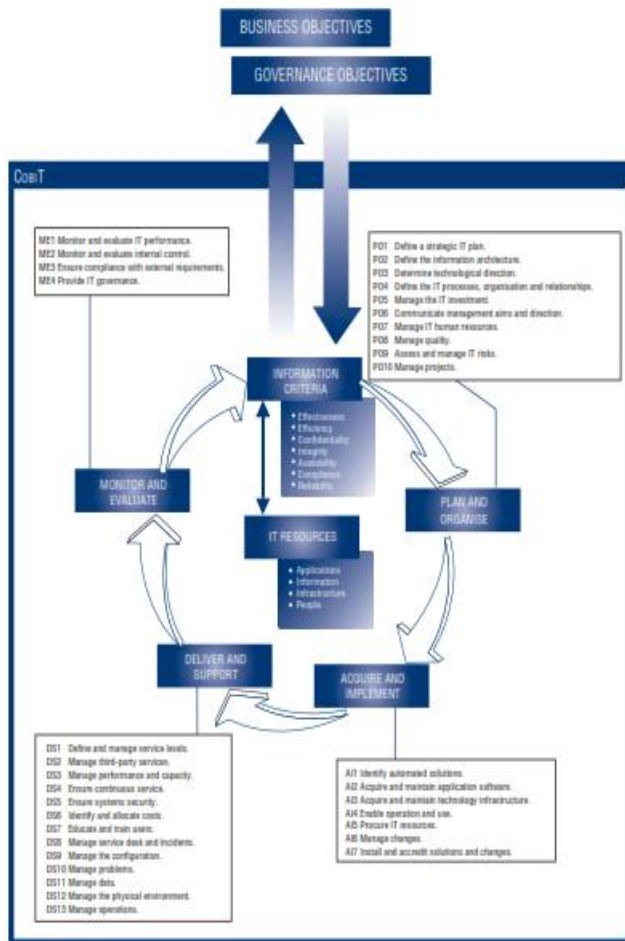 BUSINESS OBJECTIVES
GOVERNANCE OBJECTIVES
COBIT
ME1 Monitor and evaluate IT performance.
ME2 Monitor and evaluate internal control.
ME3 Ensure compliance with external requirements.
ME4 Provide IT governance.
PO1 Define a strategic IT plan.
PO2 Define the information architecture.
PO3 Determine technological direction.
PO4 Define the IT processes, organisation and relationships.
PO5 Manage the IT investment.
PO6 Communicate management aims and direction.
PO7 Manage IT human resources.
PO8 Manage quality.
PO9 Assess and manage IT risks.
PO10 Manage projects.
INFORMATION
CRITERIA
• Effectiveness
• Efficiency
• Confidentiality
• Integrity
• Availability
• Compliance
• Reliability
MONITOR AND
EVALUATE
PLAN AND
ORGANISE
IT RESOURCES
• Applications
• Information
• Infrastructure
• People
DELIVER AND
SUPPORT
ACQUIRE AND
IMPLEMENT
DS1 Define and manage service levels.
DS2 Manage third-party services.
DS3 Manage performance and capacity.
DS4 Ensure continuous service.
DS5 Ensure systems security.
DS6 Identify and allocate costs.
DS7 Educate and train users.
DS8 Manage service desk and incidents.
DS9 Manage the configuration.
DS10 Manage problems.
DS11 Manage data.
DS12 Manage the physical environment.
DS13 Manage operations.
AI1 Identify automated solutions.
AI2 Acquire and maintain application software.
AI3 Acquire and maintain technology infrastructure.
AI4 Enable operation and use.
AI5 Procure IT resources.
AI6 Manage changes.
AI7 Install and accredit solutions and changes.